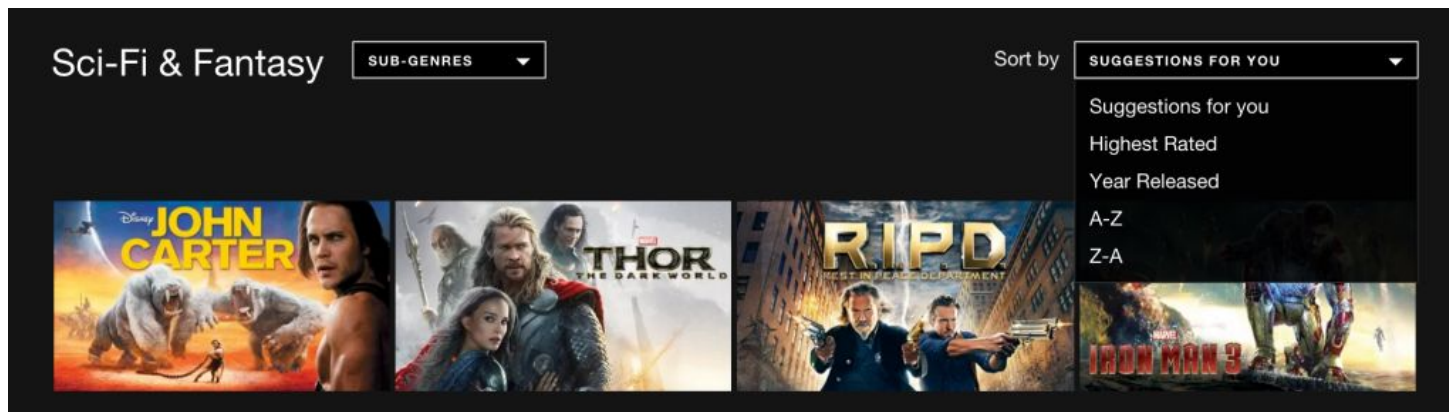 Sci-Fi & Fantasy
SUB-GENRES
Sort by
SUGGESTIONS FOR YOU
Suggestions for you
Highest Rated
Year Released
A-Z
Z-A
Disney
JOHN
CARTER
MARVEL
THOR
THE DARK WORLD
R.I.P.D
REST IN PEACE DEPARTMENT
MARVEL
IRON MAN 3